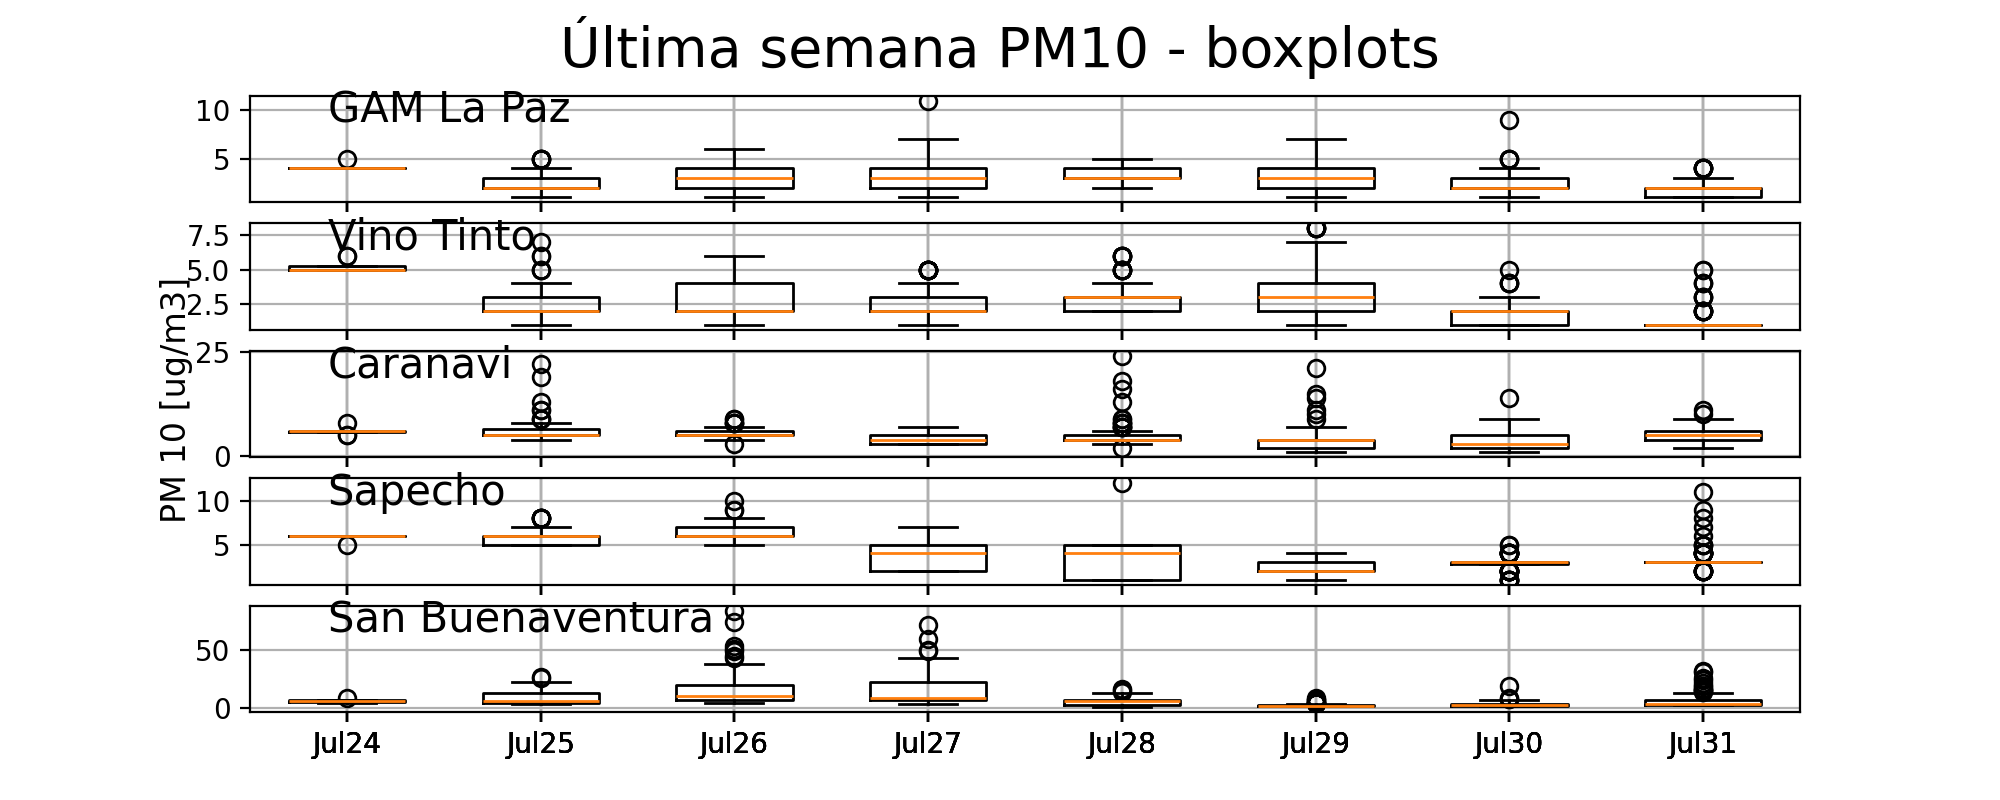 Última semana PM10 - boxplots
GAM La Paz
10
5
Vino Tinto
7.5
5.0
2.5
PM 10 [ug/m3]
Caranavi
25
0
Sapecho
10
5
San Buenaventura
50
0
Jul24 Jul25 Jul26 Jul27 Jul28 Jul29 Jul30 Jul31